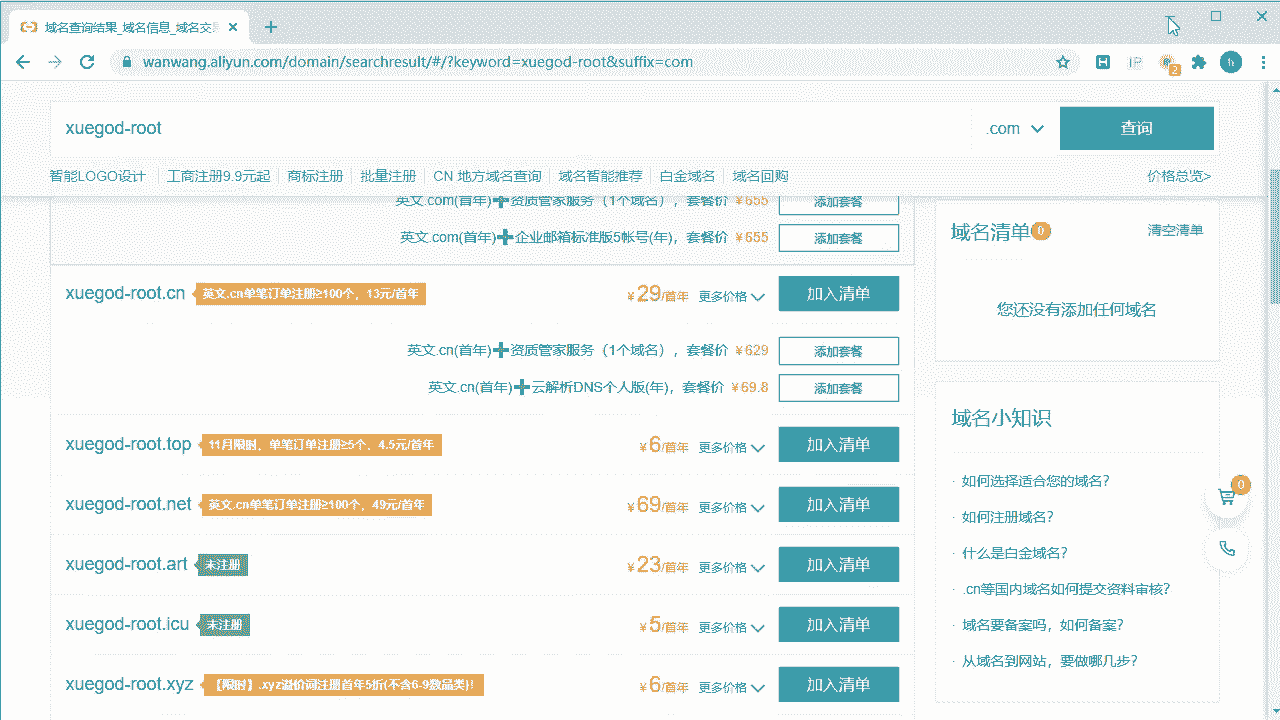 域名查询结果_域名信息_域名交
wanwang.aliyun.com/domain/searchresult/#/?keyword=xuegod-root&suffix=com
H
IP
2
h
xuegod-root
.com
查询
智能LOGO设计 工商注册9.9元起 商标注册 批量注册 CN 地方域名查询 域名智能推荐 白金域名 域名回购 价格总览>
英文.com(首年)➕资质管家服务（1个域名），套餐价 ¥655 添加套餐
英文.com(首年)➕企业邮箱标准版5帐号(年)，套餐价 ¥655 添加套餐
xuegod-root.cn 英文.cn单笔订单注册≥100个，13元/首年 ¥29/首年 更多价格 加入清单
英文.cn(首年)➕资质管家服务（1个域名），套餐价 ¥629 添加套餐
英文.cn(首年)➕云解析DNS个人版(年)，套餐价 ¥69.8 添加套餐
xuegod-root.top 11月限时，单笔订单注册≥5个，4.5元/首年 ¥6/首年 更多价格 加入清单
xuegod-root.net 英文.cn单笔订单注册≥100个，49元/首年 ¥69/首年 更多价格 加入清单
xuegod-root.art 未注册 ¥23/首年 更多价格 加入清单
xuegod-root.icu 未注册 ¥5/首年 更多价格 加入清单
xuegod-root.xyz 【限时】.xyz溢价词注册首年5折(不含6-9数品类)! ¥6/首年 更多价格 加入清单
域名清单 0 清空清单
您还没有添加任何域名
域名小知识
· 如何选择适合您的域名?
· 如何注册域名?
· 什么是白金域名?
· .cn等国内域名如何提交资料审核?
· 域名要备案吗，如何备案?
· 从域名到网站，要做哪几步?
0